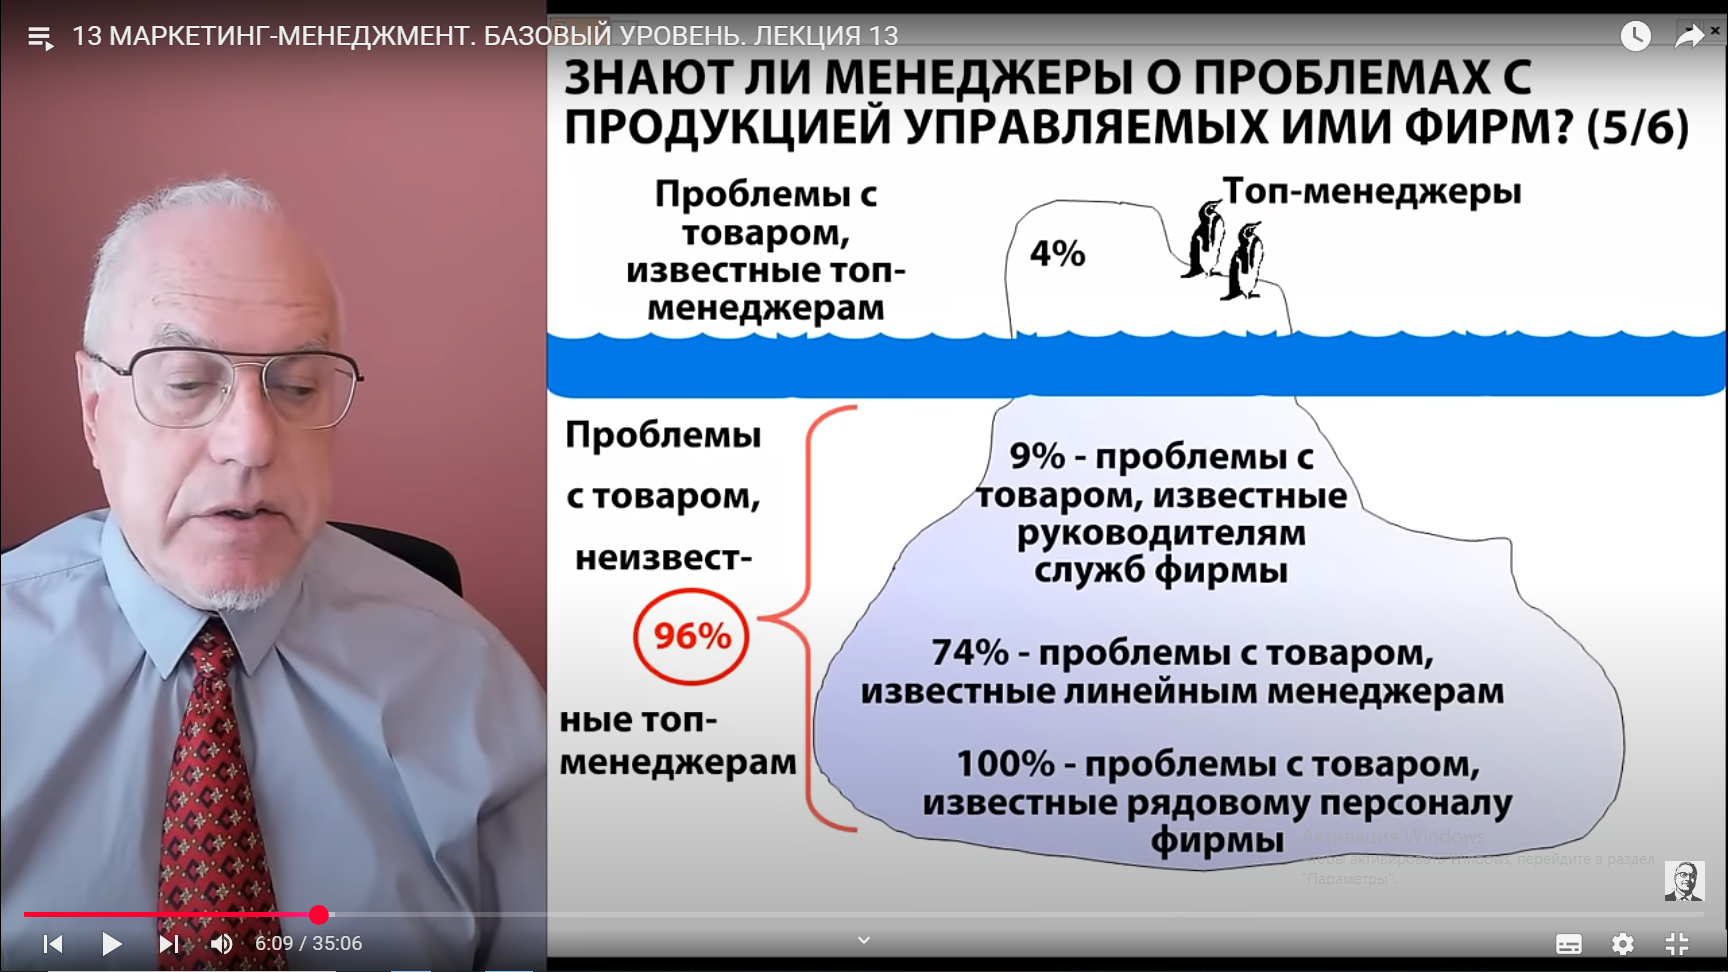 13 МАРКЕТИНГ-МЕНЕДЖМЕНТ. БАЗОВЫЙ УРОВЕНЬ. ЛЕКЦИЯ 13
ЗНАЮТ ЛИ МЕНЕДЖЕРЫ О ПРОБЛЕМАХ С
ПРОДУКЦИЕЙ УПРАВЛЯЕМЫХ ИМИ ФИРМ? (5/6)
Проблемы с
товаром,
известные топ-
менеджерам
4%
Топ-менеджеры
Проблемы
с товаром,
неизвест-
96%
ные топ-
менеджерам
9% - проблемы с
товаром, известные
руководителям
служб фирмы
74% - проблемы с товаром,
известные линейным менеджерам
100% - проблемы с товаром,
известные рядовому персоналу
фирмы
Активация Windows
Чтобы активировать Windows, перейдите в раздел
"Параметры".
6:09 / 35:06